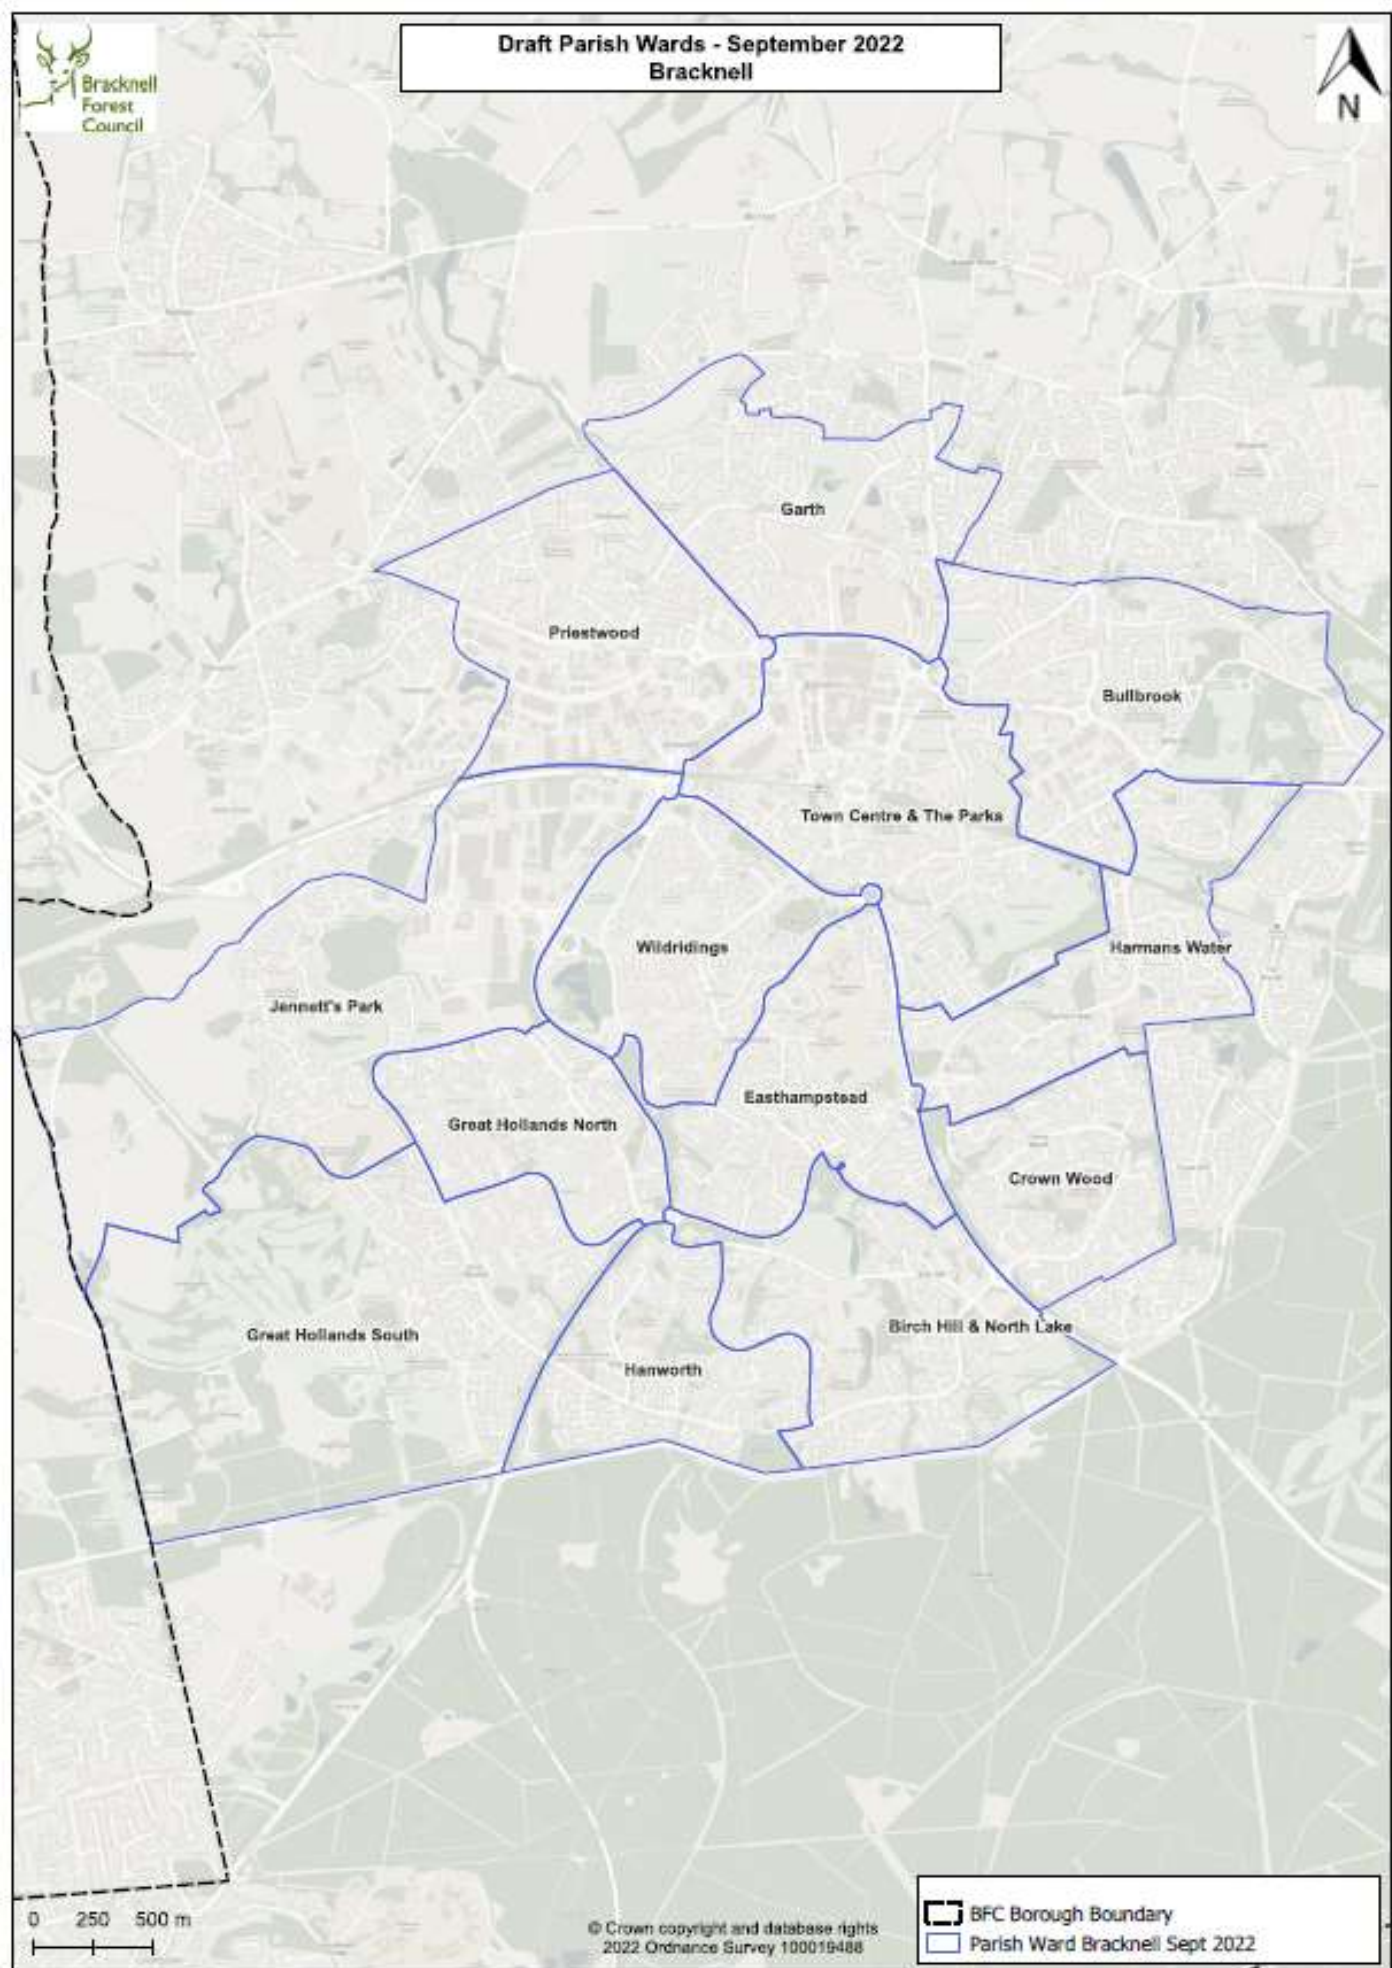 Draft Parish Wards - September 2022
Bracknell
Bracknell
Forest
Council
N
Garth
Priestwood
Bullbrook
Town Centre & The Parks
Wildridings
Harmans Water
Jennett's Park
Easthampstead
Great Hollands North
Crown Wood
Great Hollands South
Birch Hill & North Lake
Hanworth
0 250 500 m
© Crown copyright and database rights
2022 Ordnance Survey 100019488
BFC Borough Boundary
Parish Ward Bracknell Sept 2022